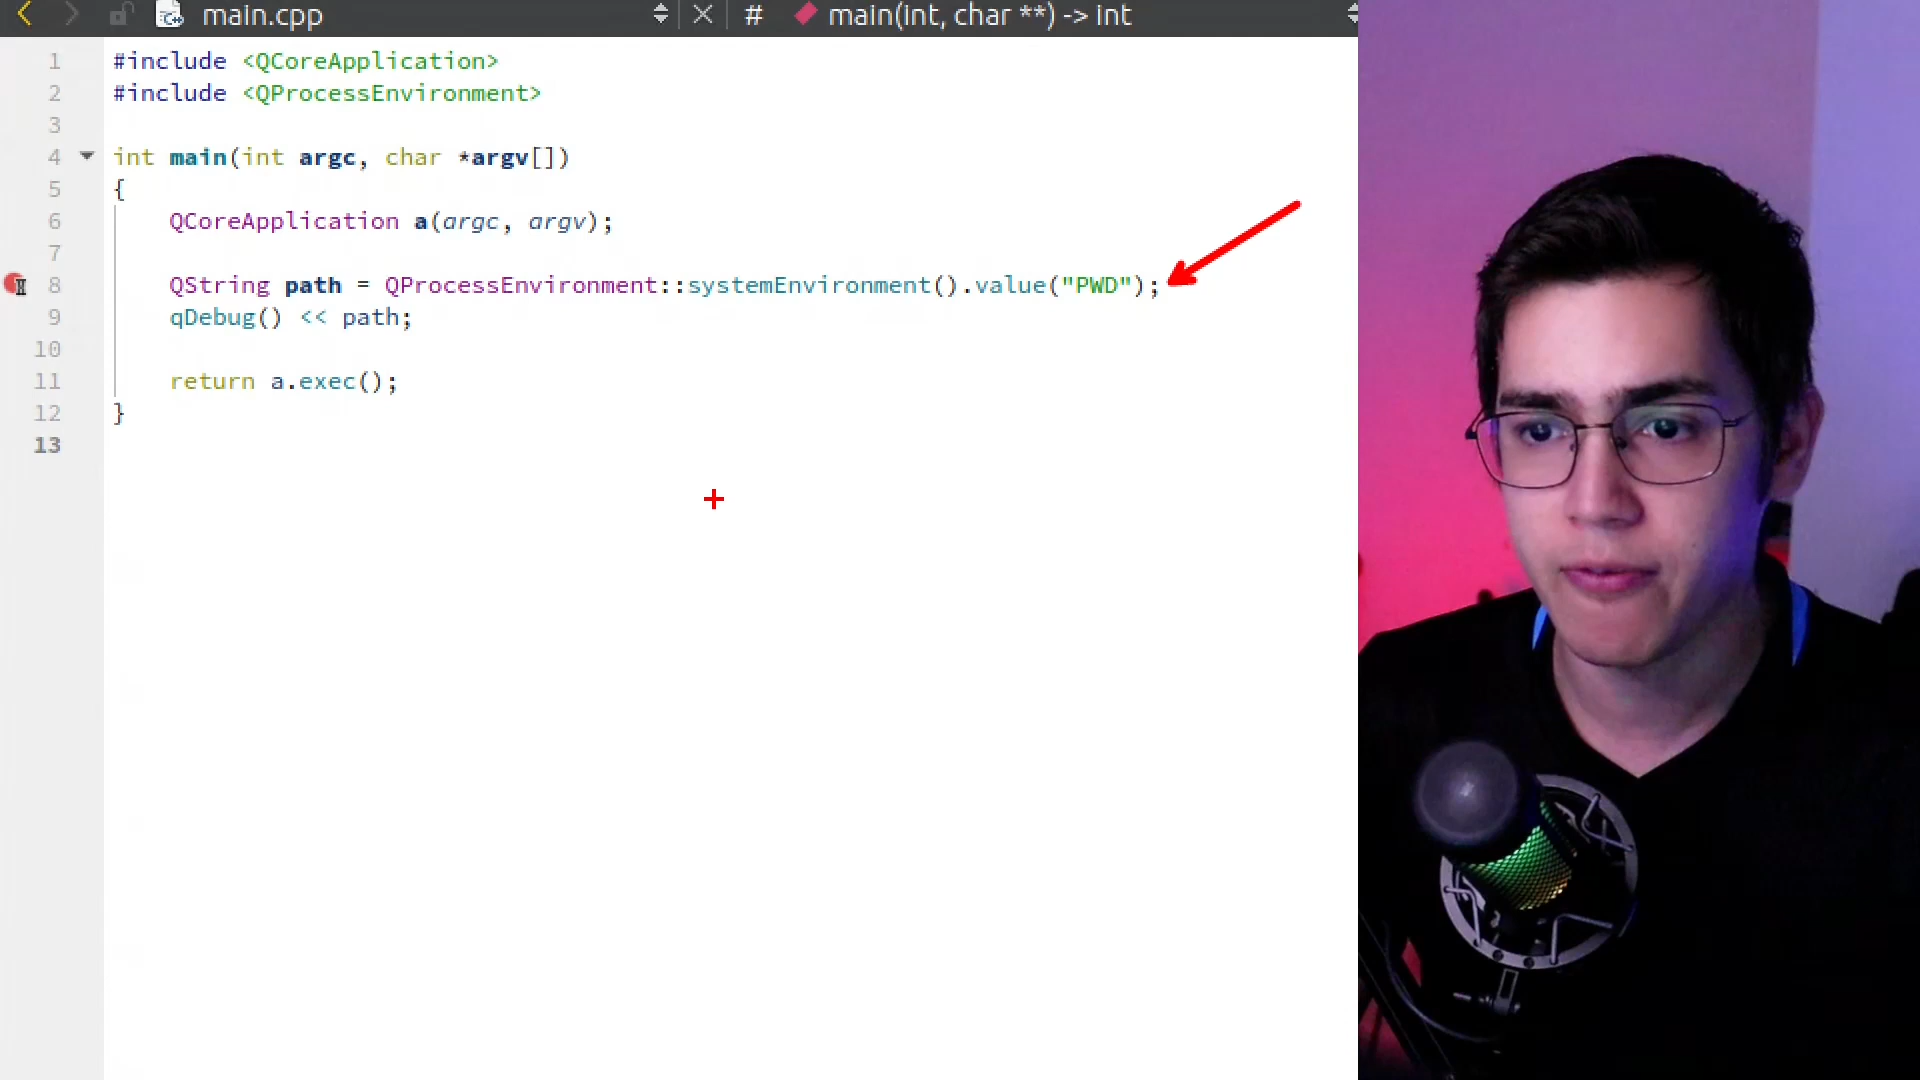 main.cpp # main(int, char **) -> int
1 #include <QCoreApplication>
2 #include <QProcessEnvironment>
3
4 int main(int argc, char *argv[])
5 {
6 QCoreApplication a(argc, argv);
7
8 QString path = QProcessEnvironment::systemEnvironment().value("PWD");
9 qDebug() << path;
10
11 return a.exec();
12 }
13